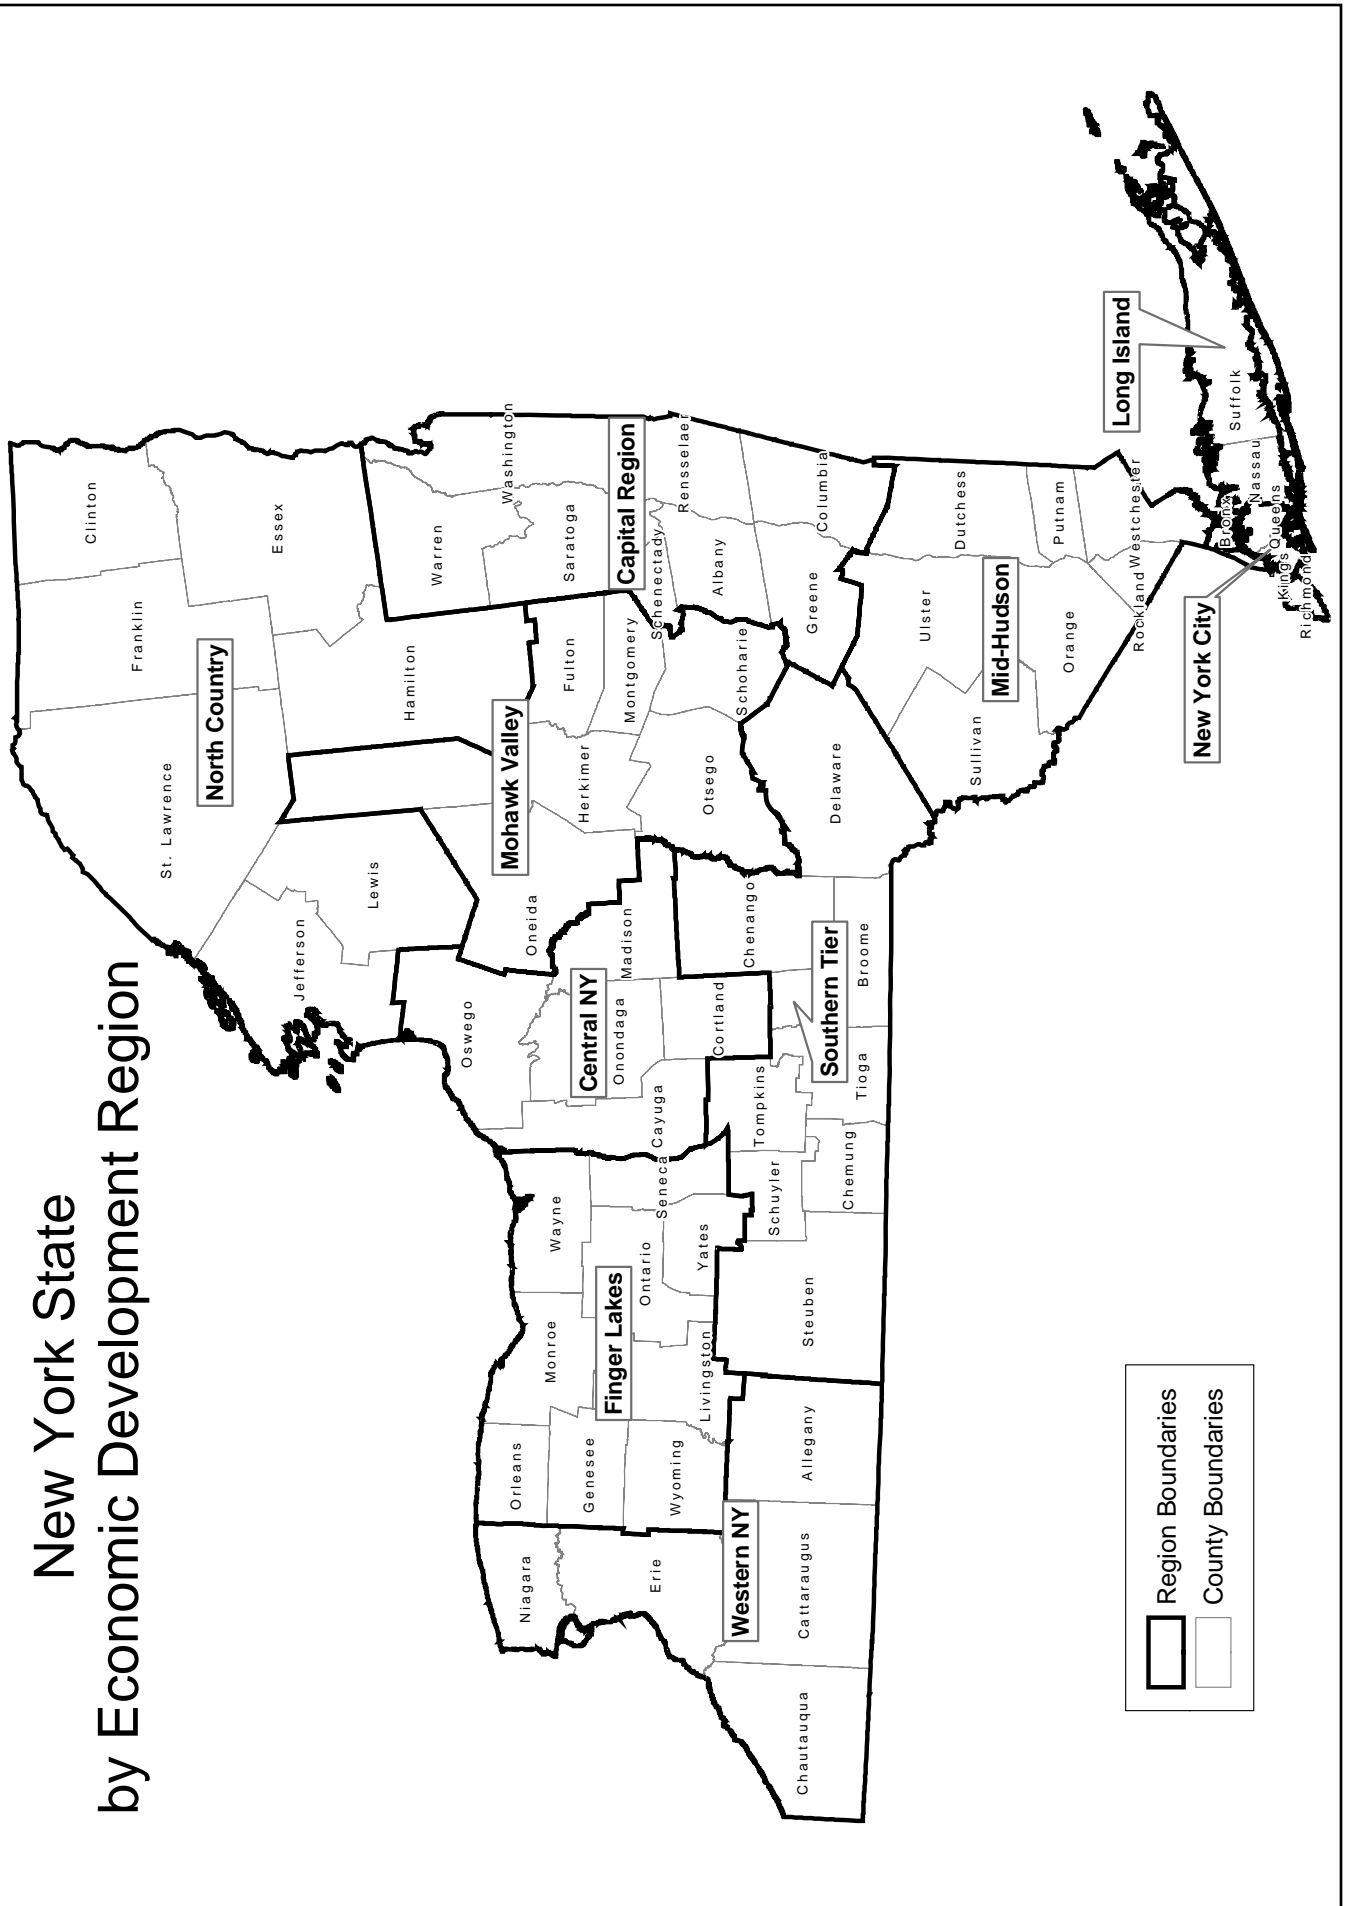 New York State
by Economic Development Region
Clinton
Franklin
St. Lawrence
North Country
Essex
Jefferson
Lewis
Hamilton
Warren
Washington
Oswego
Oneida
Mohawk Valley
Herkimer
Fulton
Saratoga
Capital Region
Niagara
Orleans
Monroe
Wayne
Central NY
Onondaga
Madison
Montgomery
Schenectady
Rensselaer
Genesee
Finger Lakes
Ontario
Seneca
Cayuga
Erie
Wyoming
Livingston
Yates
Cortland
Chenango
Otsego
Schoharie
Albany
Western NY
Tompkins
Schuyler
Southern Tier
Delaware
Greene
Columbia
Chautauqua
Cattaraugus
Allegany
Steuben
Chemung
Tioga
Broome
Ulster
Dutchess
Sullivan
Mid-Hudson
Orange
Putnam
Rockland
Westchester
Long Island
New York City
Bronx
Suffolk
Nassau
Queens
Kings
Richmond
Region Boundaries
County Boundaries